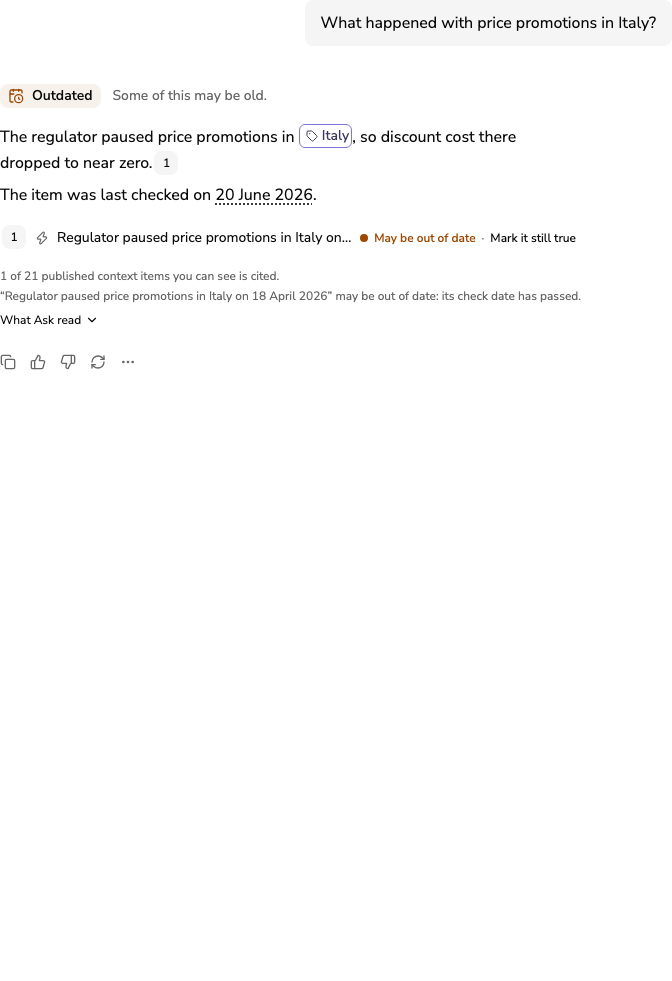 What happened with price promotions in Italy?
Outdated Some of this may be old.
The regulator paused price promotions in Italy, so discount cost there
dropped to near zero. 1
The item was last checked on 20 June 2026.
1 Regulator paused price promotions in Italy on... May be out of date · Mark it still true
1 of 21 published context items you can see is cited.
“Regulator paused price promotions in Italy on 18 April 2026” may be out of date: its check date has passed.
What Ask read